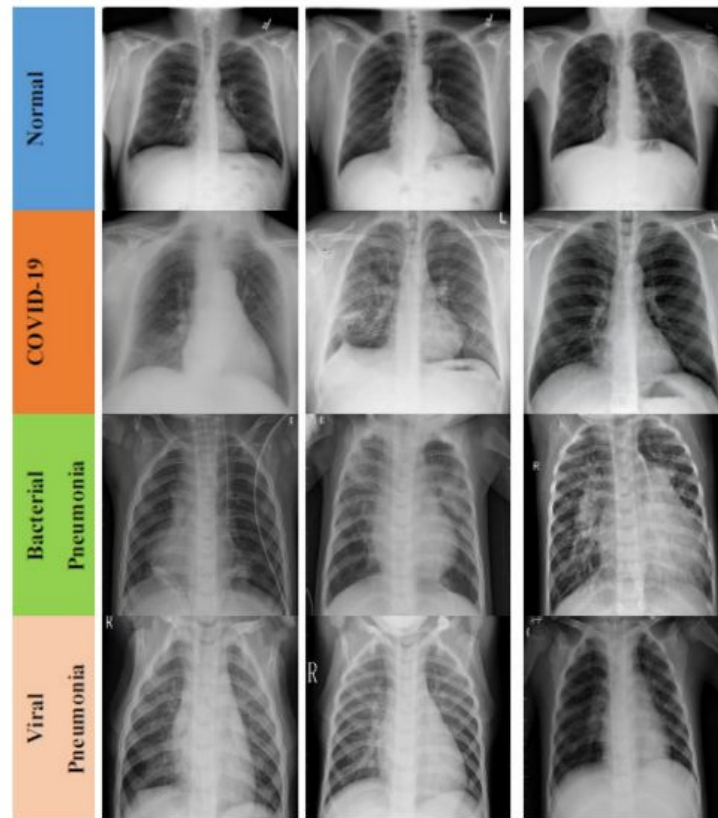 Normal
COVID-19
L
Bacterial
Pneumonia
R
Viral
Pneumonia
R
R